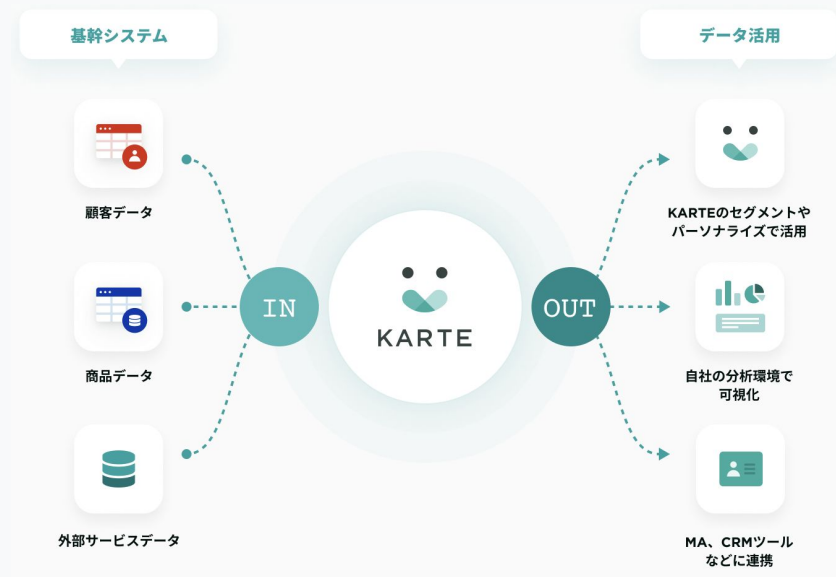 基幹システム
データ活用
顧客データ
商品データ
外部サービスデータ
IN
KARTE
OUT
KARTEのセグメントや
パーソナライズで活用
自社の分析環境で
可視化
MA、CRMツール
などに連携